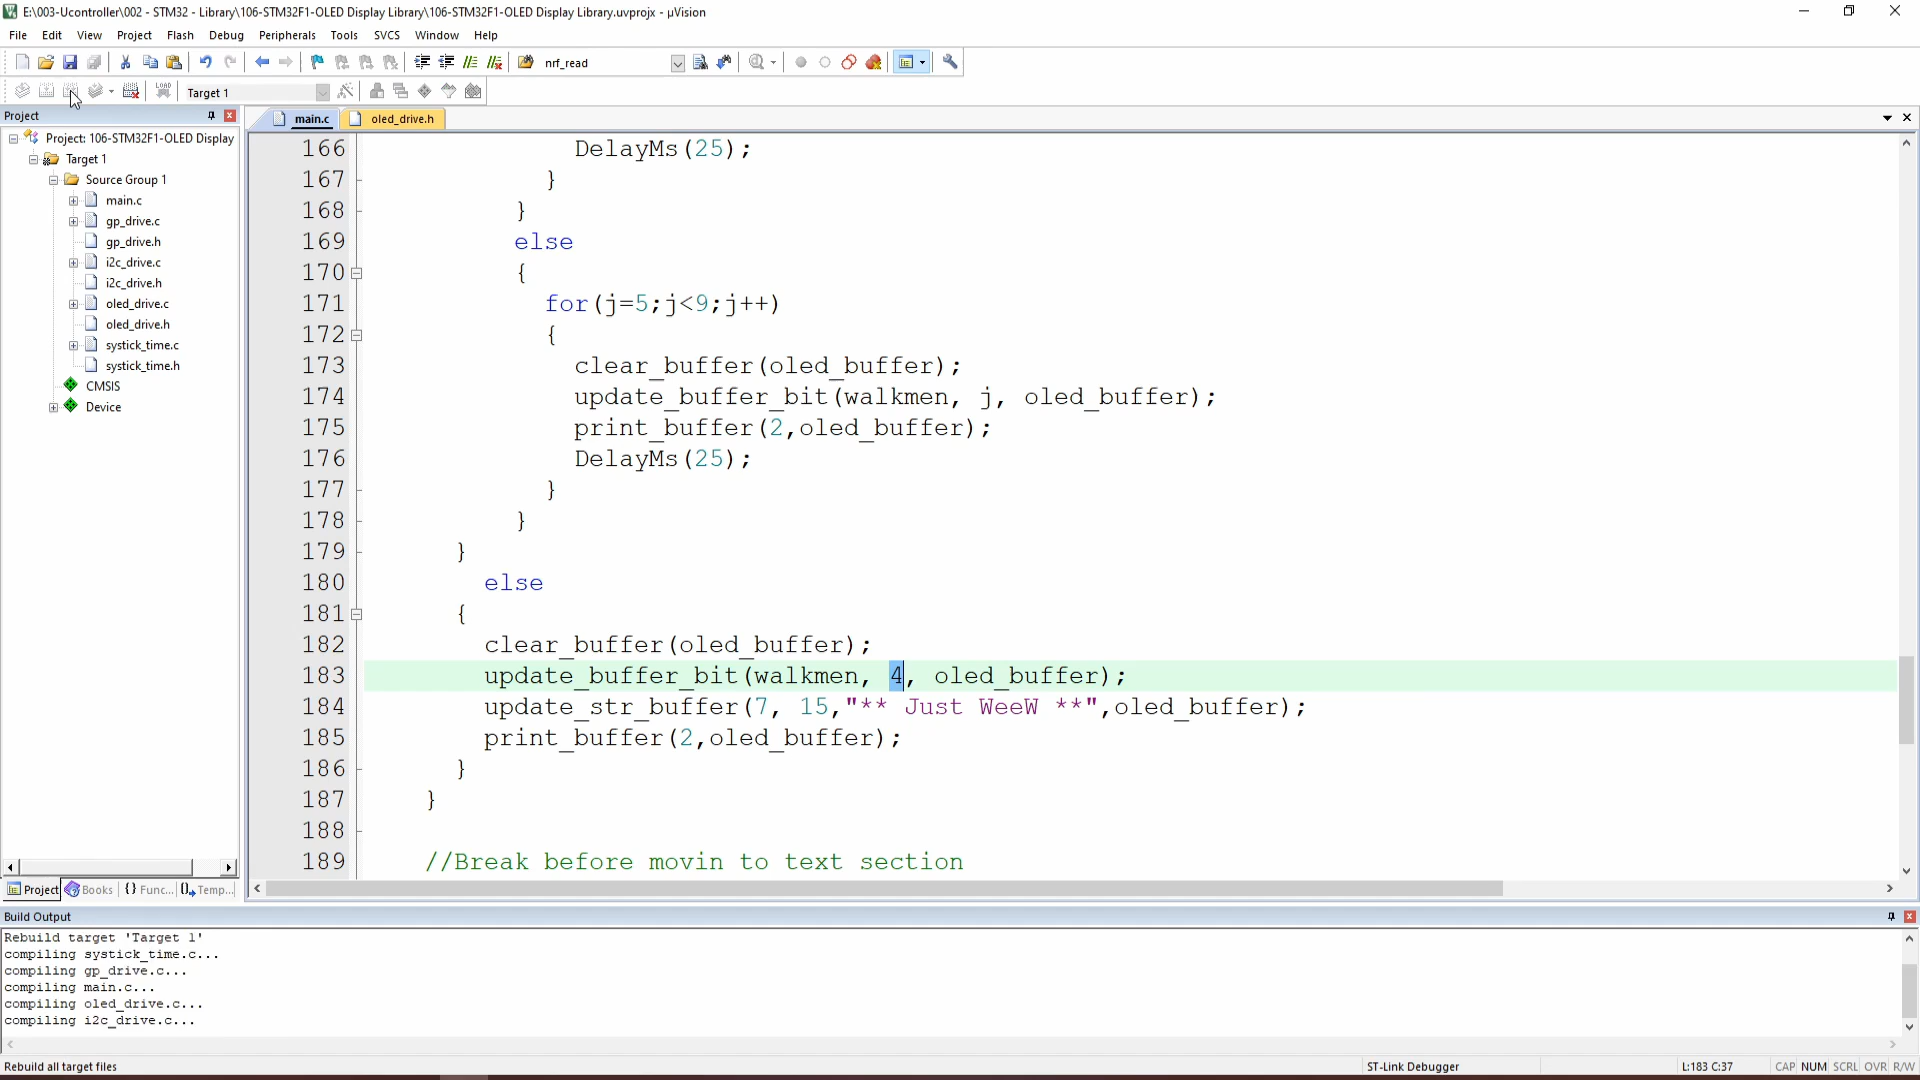 E:\003-Ucontroller\002 - STM32 - Library\106-STM32F1-OLED Display Library\106-STM32F1-OLED Display Library.uvprojx - µVision
File Edit View Project Flash Debug Peripherals Tools SVCS Window Help
nrf_read
LOAD Target 1
Project
main.c oled_drive.h
Project: 106-STM32F1-OLED Display
Target 1
Source Group 1
main.c
gp_drive.c
gp_drive.h
i2c_drive.c
i2c_drive.h
oled_drive.c
oled_drive.h
systick_time.c
systick_time.h
CMSIS
Device
166 DelayMs(25);
167 }
168 }
169 else
170 {
171 for(j=5;j<9;j++)
172 {
173 clear_buffer(oled_buffer);
174 update_buffer_bit(walkmen, j, oled_buffer);
175 print_buffer(2,oled_buffer);
176 DelayMs(25);
177 }
178 }
179 }
180 else
181 {
182 clear_buffer(oled_buffer);
183 update_buffer_bit(walkmen, 4, oled_buffer);
184 update_str_buffer(7, 15,"** Just WeeW **",oled_buffer);
185 print_buffer(2,oled_buffer);
186 }
187 }
188
189 //Break before movin to text section
Project Books {} Func... Temp...
Build Output
Rebuild target 'Target 1'
compiling systick_time.c...
compiling gp_drive.c...
compiling main.c...
compiling oled_drive.c...
compiling i2c_drive.c...
Rebuild all target files ST-Link Debugger L:183 C:37 CAP NUM SCRL OVR R/W